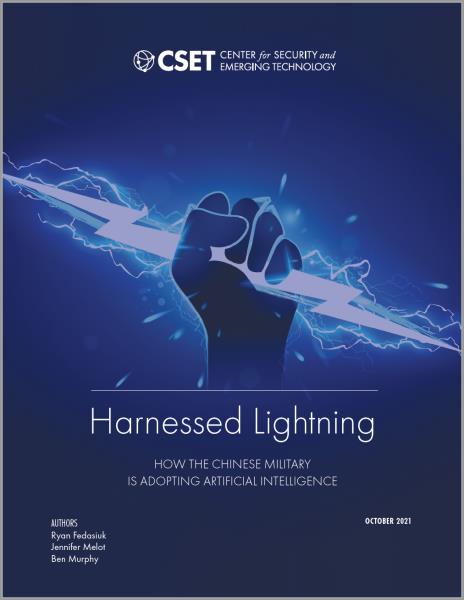 CSET CENTER for SECURITY and
EMERGING TECHNOLOGY
Harnessed Lightning
HOW THE CHINESE MILITARY
IS ADOPTING ARTIFICIAL INTELLIGENCE
AUTHORS
Ryan Fedasiuk
Jennifer Melot
Ben Murphy
OCTOBER 2021